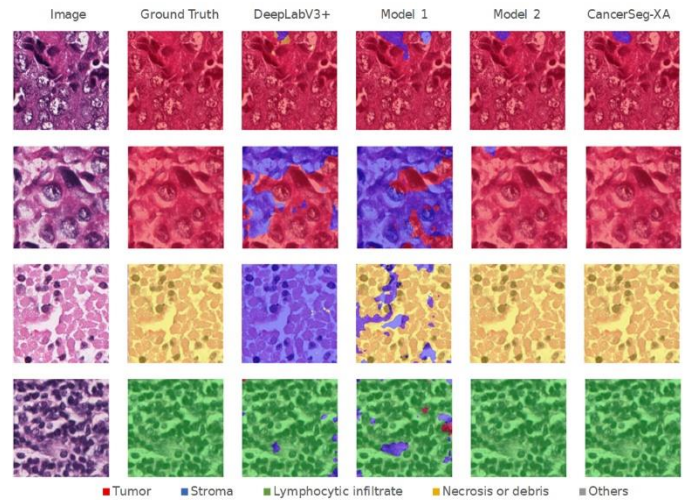 Image Ground Truth DeepLabV3+ Model 1 Model 2 CancerSeg-XA
Tumor Stroma Lymphocytic infiltrate Necrosis or debris Others